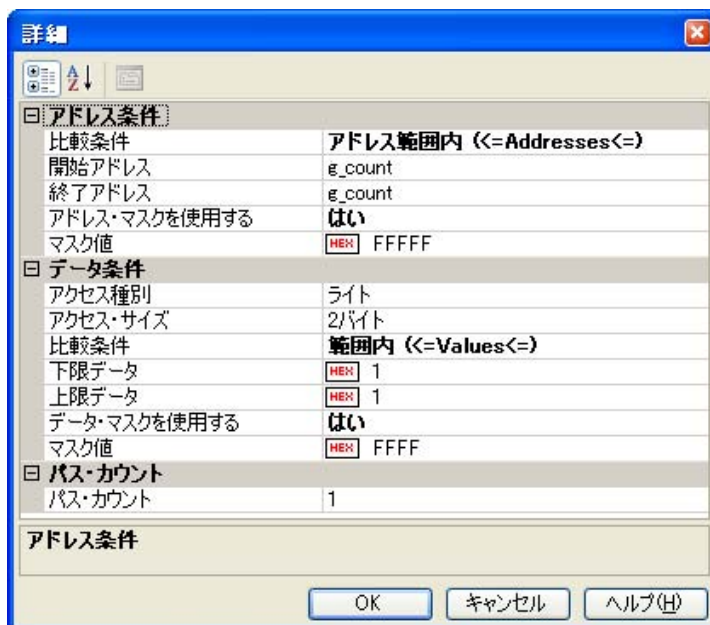 詳細
アドレス条件
比較条件 アドレス範囲内 (<=Addresses<=)
開始アドレス g_count
終了アドレス g_count
アドレス・マスクを使用する はい
マスク値 HEX FFFFF
データ条件
アクセス種別 ライト
アクセス・サイズ 2バイト
比較条件 範囲内 (<=Values<=)
下限データ HEX 1
上限データ HEX 1
データ・マスクを使用する はい
マスク値 HEX FFFF
パス・カウント
パス・カウント 1
アドレス条件
OK キャンセル ヘルプ(H)